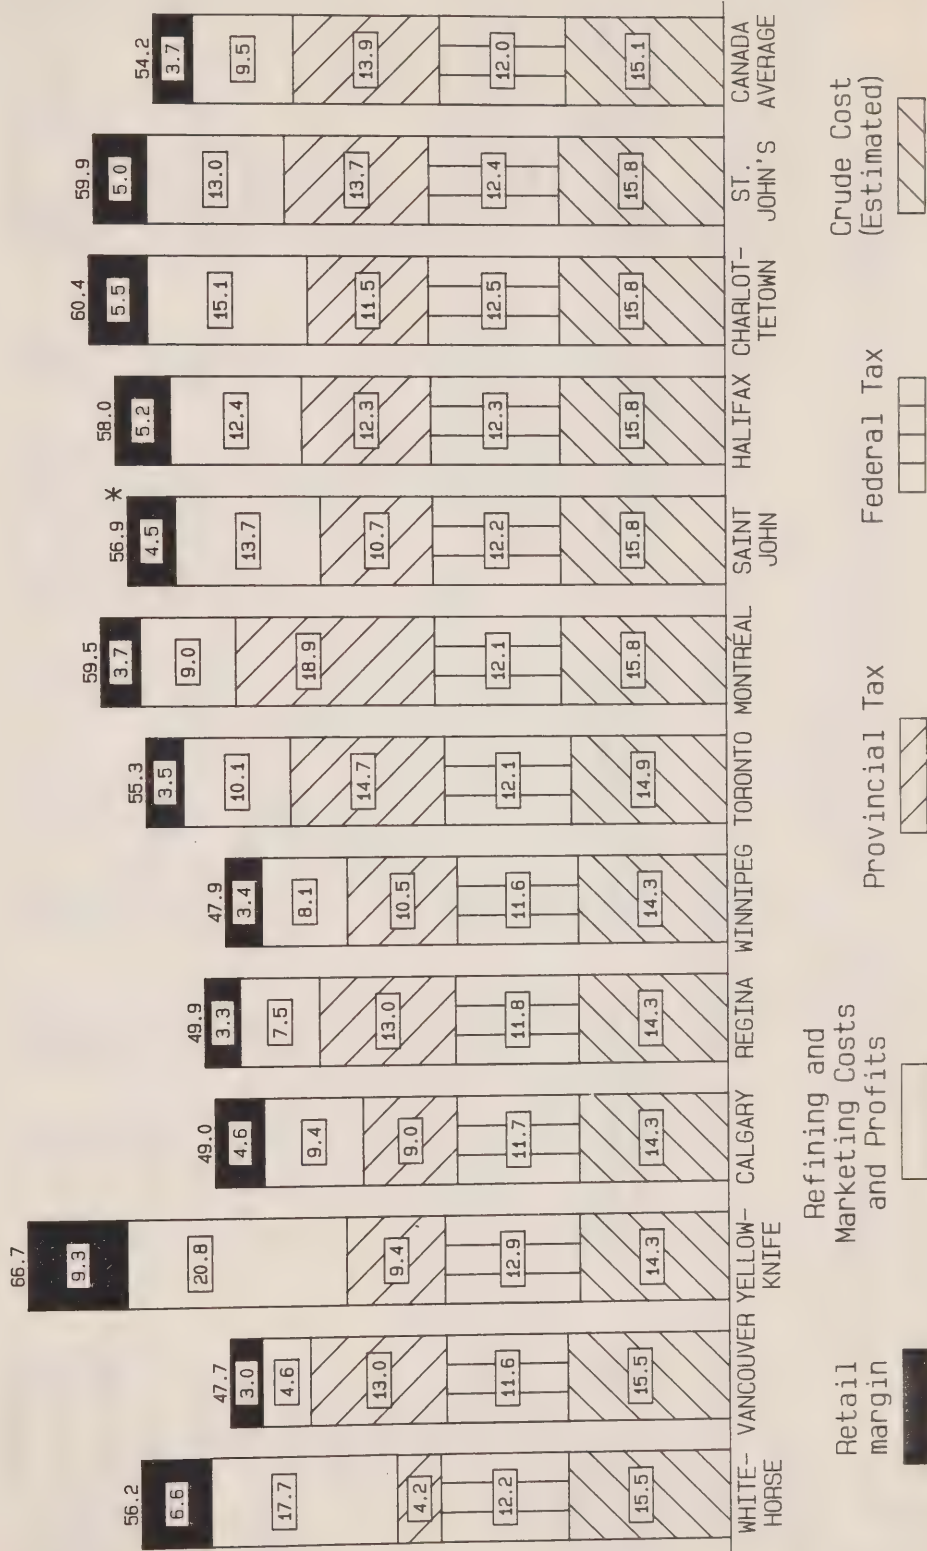 56.2
6.6
17.7
4.2
12.2
15.5
WHITE-
HORSE
47.7
3.0
4.6
13.0
11.6
15.5
VANCOUVER
66.7
9.3
20.8
9.4
12.9
14.3
YELLOW-
KNIFE
49.0
4.6
9.4
9.0
11.7
14.3
CALGARY
49.9
3.3
7.5
13.0
11.8
14.3
REGINA
47.9
3.4
8.1
10.5
11.6
14.3
WINNIPEG
55.3
3.5
10.1
14.7
12.1
14.9
TORONTO
59.5
3.7
9.0
18.9
12.1
15.8
MONTRÉAL
56.9 *
4.5
13.7
10.7
12.2
15.8
SAINT
JOHN
58.0
5.2
12.4
12.3
12.3
15.8
HALIFAX
60.4
5.5
15.1
11.5
12.5
15.8
CHARLOT-
TETOWN
59.9
5.0
13.0
13.7
12.4
15.8
ST.
JOHN'S
54.2
3.7
9.5
13.9
12.0
15.1
CANADA
AVERAGE
Retail
margin
Refining and
Marketing Costs
and Profits
Provincial Tax
Federal Tax
Crude Cost
(Estimated)